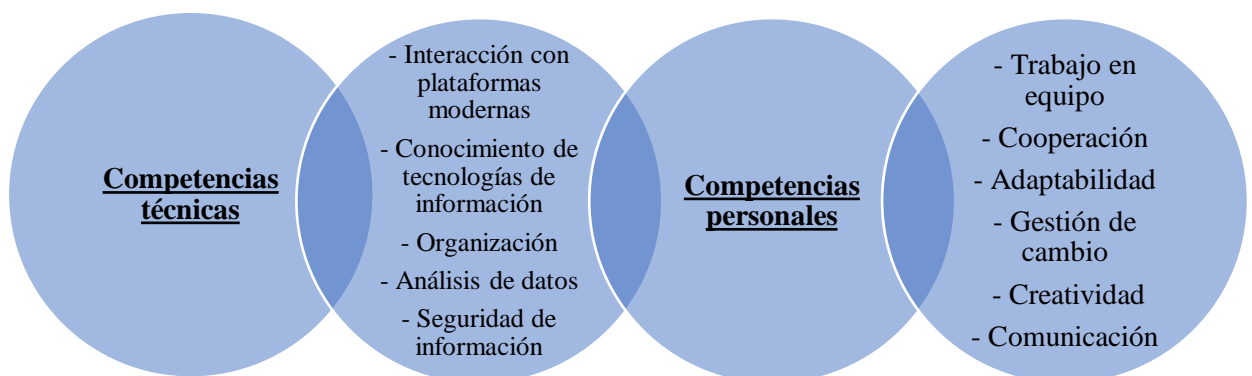 Competencias
técnicas
- Interacción con
plataformas
modernas
- Conocimiento de
tecnologías de
información
- Organización
- Análisis de datos
- Seguridad de
información
Competencias
personales
- Trabajo en
equipo
- Cooperación
- Adaptabilidad
- Gestión de
cambio
- Creatividad
- Comunicación